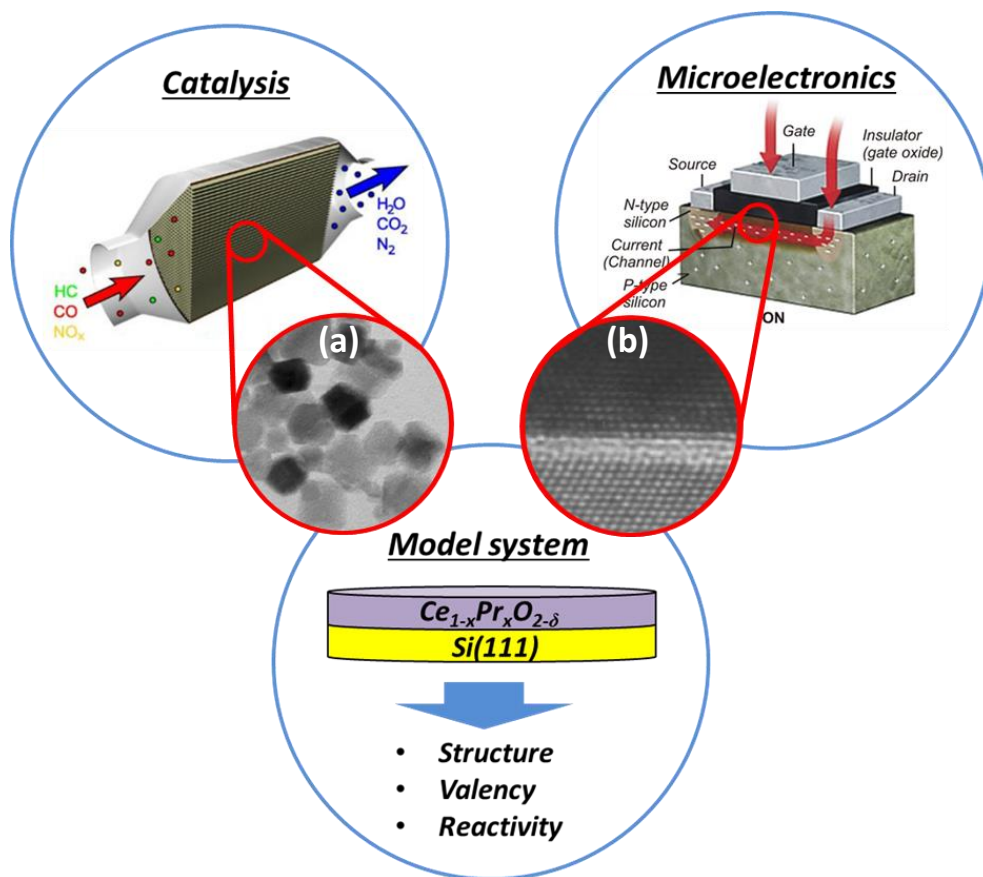 Catalysis
H₂O
CO₂
N₂
HC
CO
NOₓ
(a)
Microelectronics
Gate
Insulator
(gate oxide)
Source
Drain
N-type
silicon
Current
(Channel)
P-type
silicon
ON
(b)
Model system
Ce₁₋ₓPrₓO₂₋δ
Si(111)
• Structure
• Valency
• Reactivity